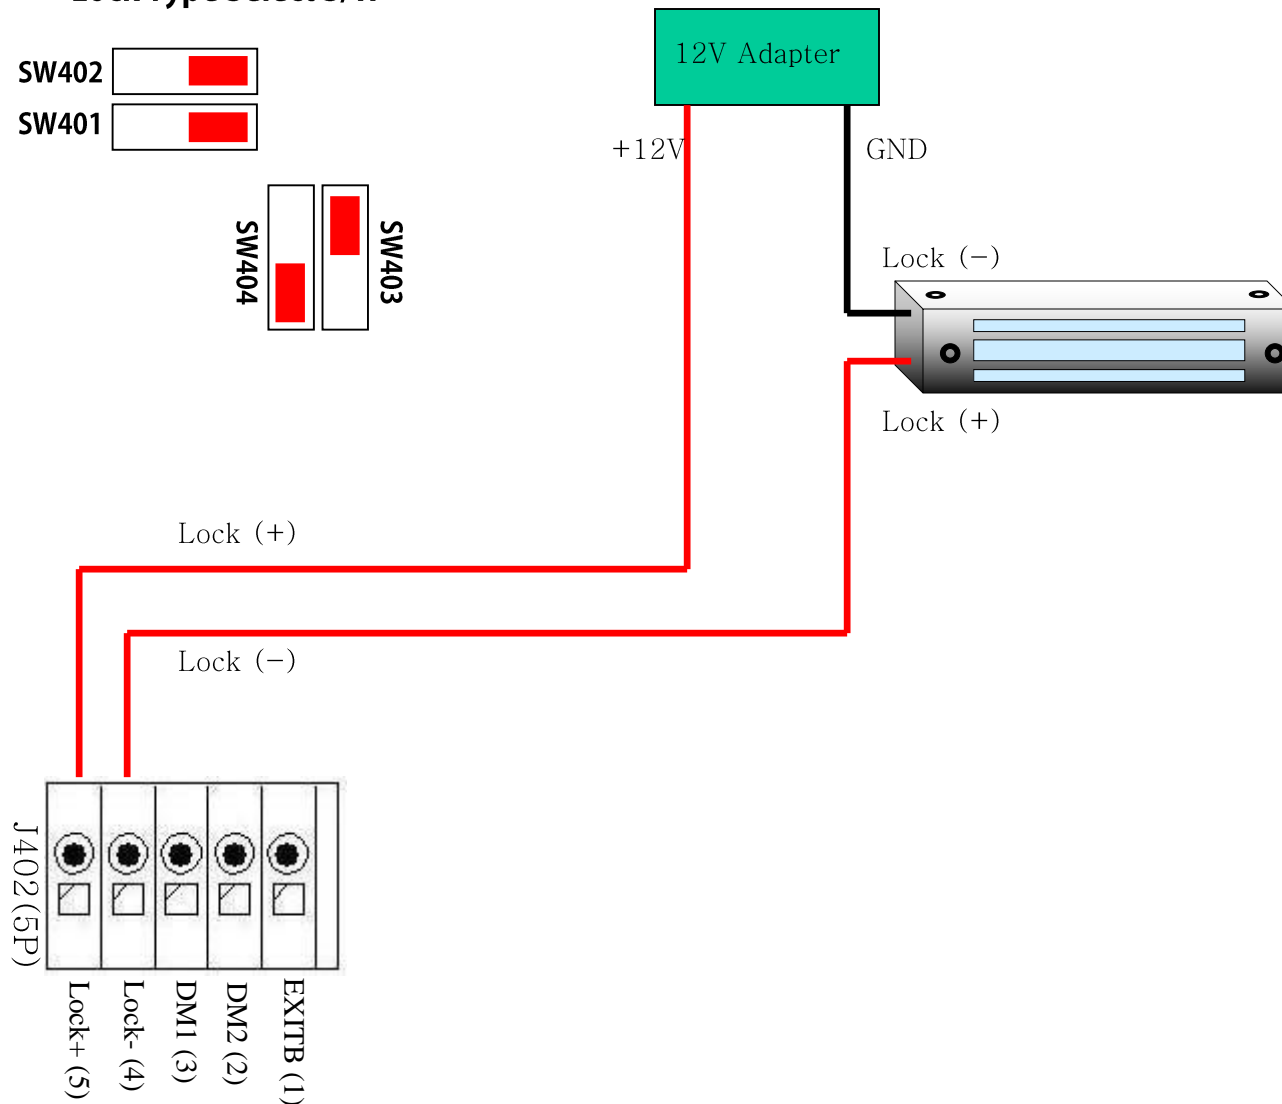 12V Adapter
SW402
SW401
+12V
GND
SW404
SW403
Lock (-)
Lock (+)
Lock (+)
Lock (-)
J402(5P)
Lock+ (5)
Lock- (4)
DM1 (3)
DM2 (2)
EXITB (1)